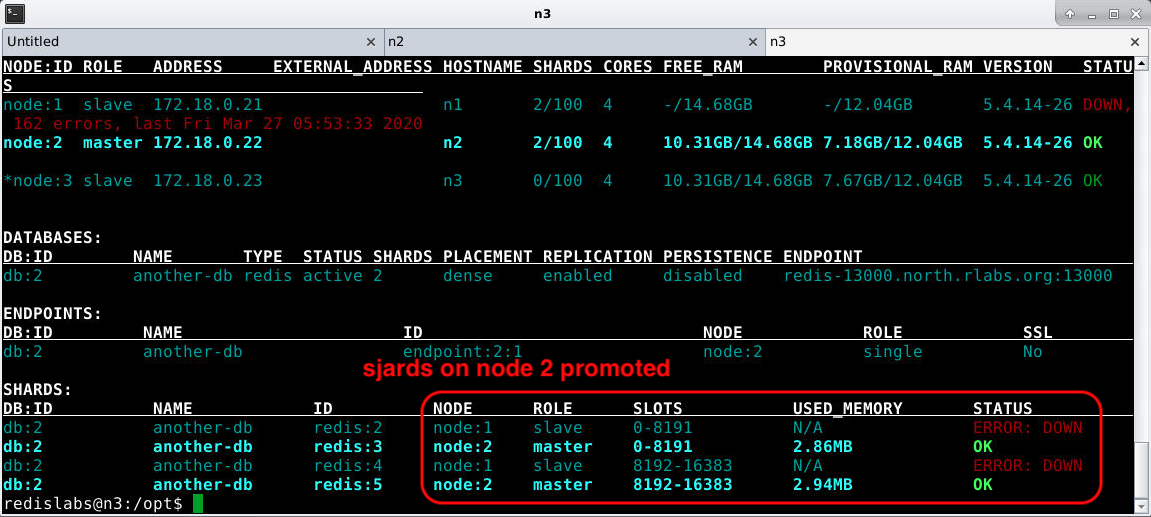 n3
Untitled
n2
n3
NODE:ID ROLE ADDRESS EXTERNAL_ADDRESS HOSTNAME SHARDS CORES FREE_RAM PROVISIONAL_RAM VERSION STATU
S
node:1 slave 172.18.0.21 n1 2/100 4 -/14.68GB -/12.04GB 5.4.14-26 DOWN,
162 errors, last Fri Mar 27 05:53:33 2020
node:2 master 172.18.0.22 n2 2/100 4 10.31GB/14.68GB 7.18GB/12.04GB 5.4.14-26 OK
*node:3 slave 172.18.0.23 n3 0/100 4 10.31GB/14.68GB 7.67GB/12.04GB 5.4.14-26 OK
DATABASES:
DB:ID NAME TYPE STATUS SHARDS PLACEMENT REPLICATION PERSISTENCE ENDPOINT
db:2 another-db redis active 2 dense enabled disabled redis-13000.north.rlabs.org:13000
ENDPOINTS:
DB:ID NAME ID NODE ROLE SSL
db:2 another-db endpoint:2:1 node:2 single No
sjards on node 2 promoted
SHARDS:
DB:ID NAME ID NODE ROLE SLOTS USED_MEMORY STATUS
db:2 another-db redis:2 node:1 slave 0-8191 N/A ERROR: DOWN
db:2 another-db redis:3 node:2 master 0-8191 2.86MB OK
db:2 another-db redis:4 node:1 slave 8192-16383 N/A ERROR: DOWN
db:2 another-db redis:5 node:2 master 8192-16383 2.94MB OK
redislabs@n3:/opt$